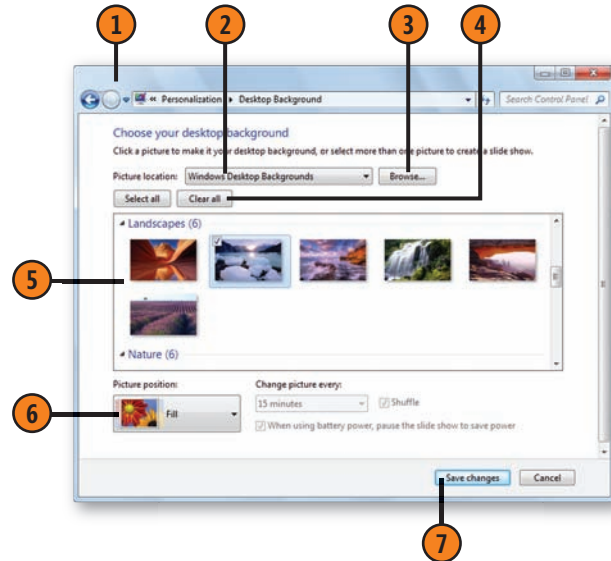 1 2 3 4
« Personalization ▸ Desktop Background Search Control Panel
Choose your desktop background
Click a picture to make it your desktop background, or select more than one picture to create a slide show.
Picture location: Windows Desktop Backgrounds Browse...
Select all Clear all
Landscapes (6)
5
Nature (6)
Picture position: Change picture every:
6 Fill 15 minutes Shuffle
When using battery power, pause the slide show to save power
Save changes Cancel
7